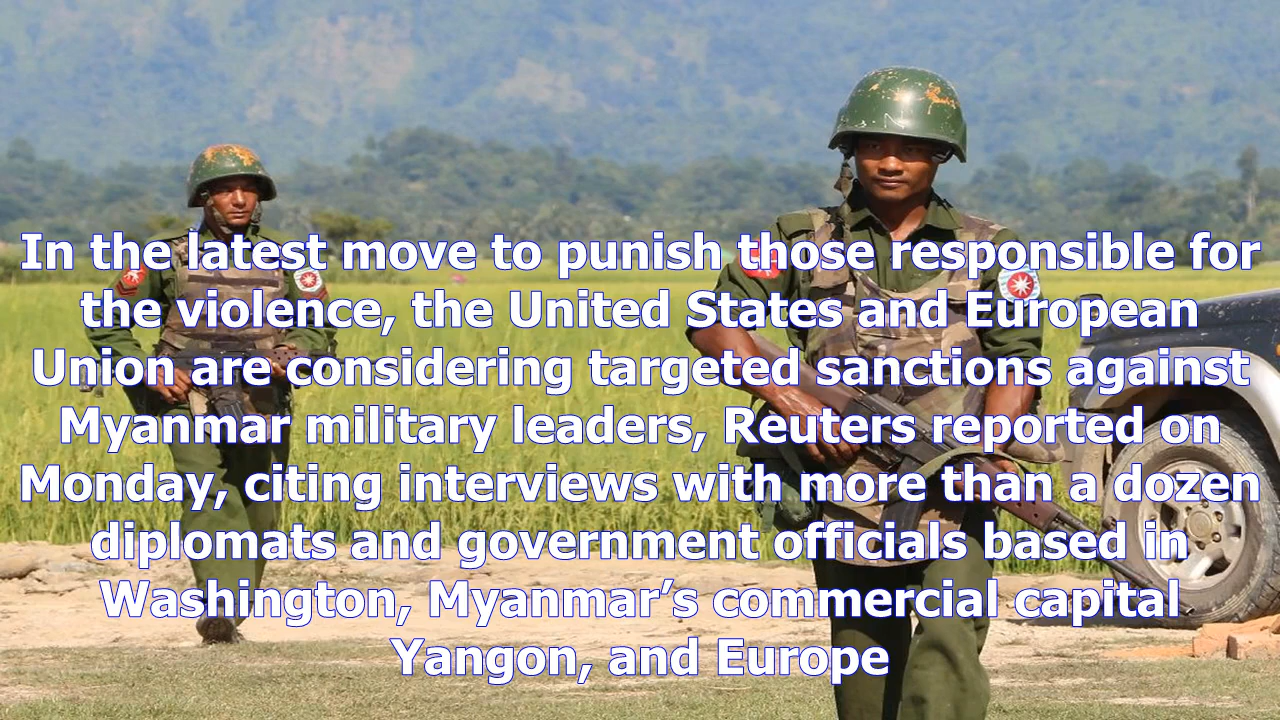 In the latest move to punish those responsible for
the violence, the United States and European
Union are considering targeted sanctions against
Myanmar military leaders, Reuters reported on
Monday, citing interviews with more than a dozen
diplomats and government officials based in
Washington, Myanmar’s commercial capital
Yangon, and Europe